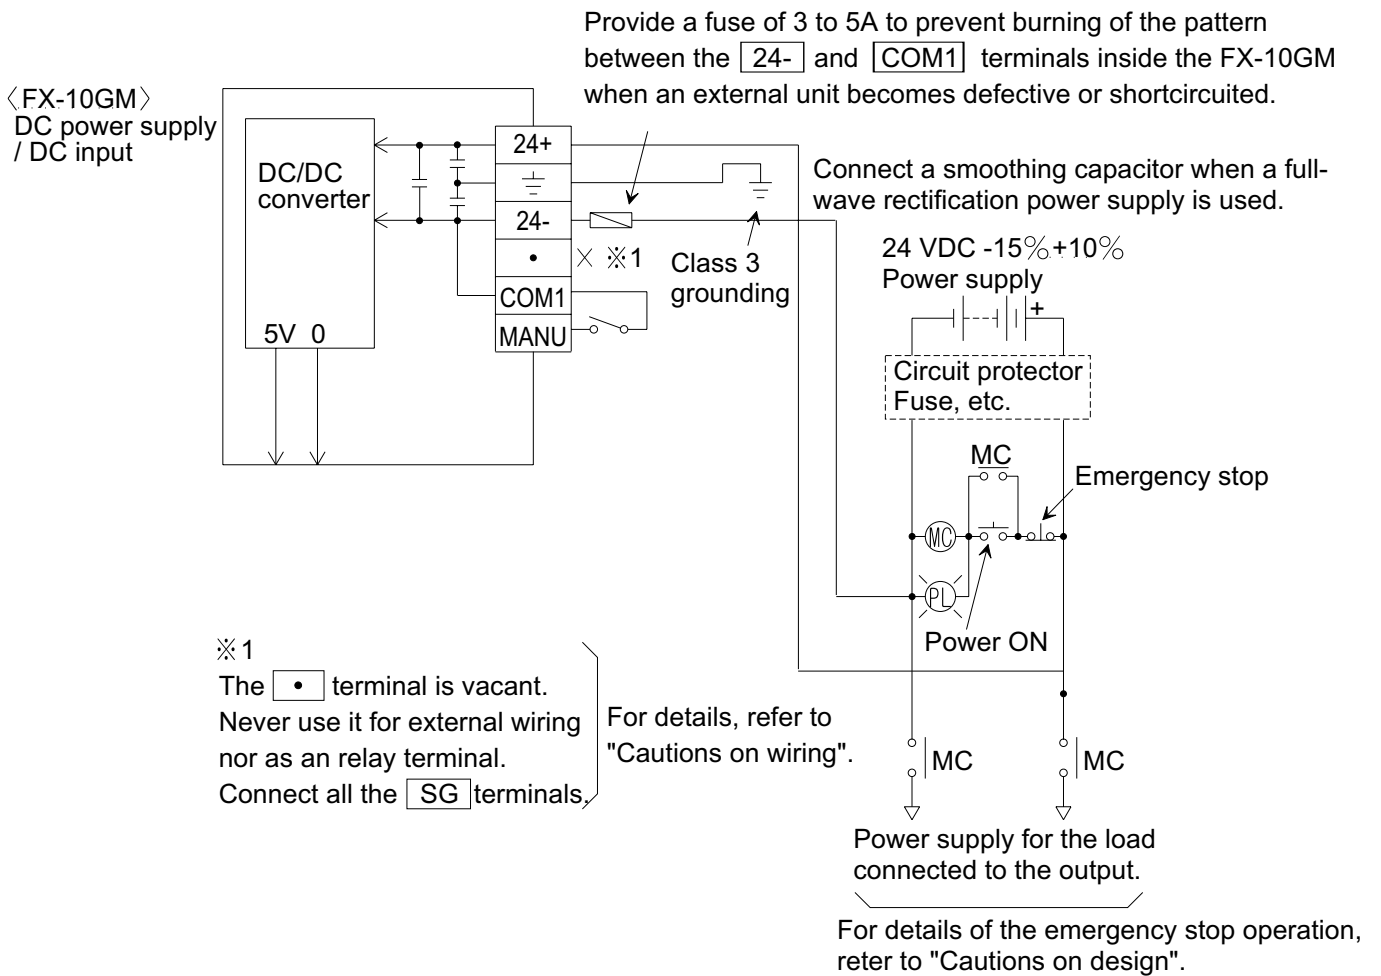 Provide a fuse of 3 to 5A to prevent burning of the pattern
between the 24- and COM1 terminals inside the FX-10GM
when an external unit becomes defective or shortcircuited.
〈FX-10GM〉
DC power supply
/ DC input
DC/DC
converter
5V 0
24+
24-
•
COM1
MANU
※1
Class 3
grounding
Connect a smoothing capacitor when a full-
wave rectification power supply is used.
24 VDC -15%+10%
Power supply
+
Circuit protector
Fuse, etc.
MC
Emergency stop
MC
PL
Power ON
MC
MC
Power supply for the load
connected to the output.
For details of the emergency stop operation,
reter to "Cautions on design".
※1
The • terminal is vacant.
Never use it for external wiring
nor as an relay terminal.
Connect all the SG terminals.
For details, refer to
"Cautions on wiring".